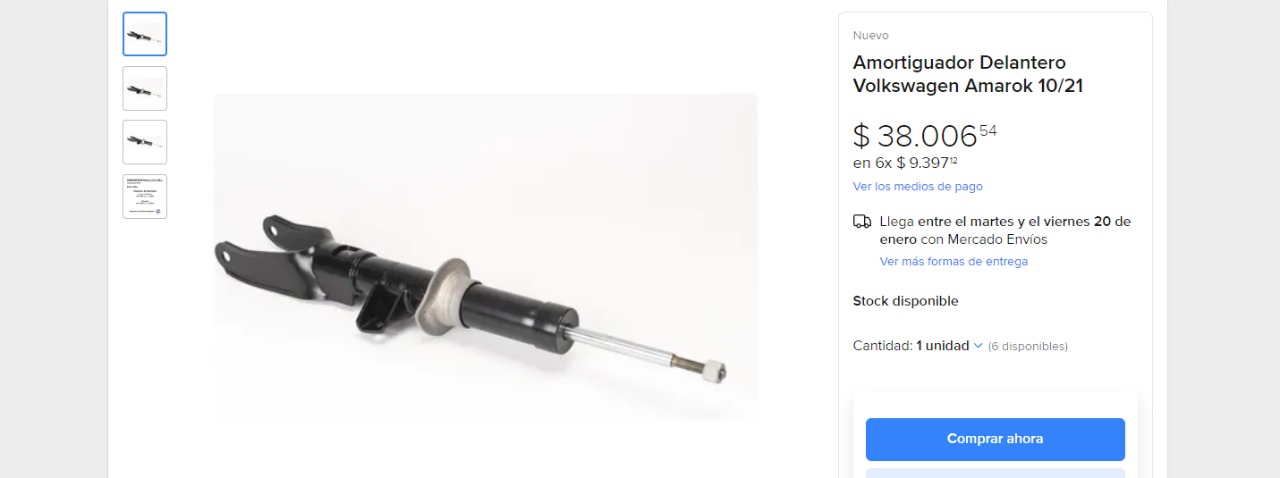 Nuevo
Amortiguador Delantero
Volkswagen Amarok 10/21
$ 38.006 54
en 6x $ 9.397 12
Ver los medios de pago
Llega entre el martes y el viernes 20 de
enero con Mercado Envíos
Ver más formas de entrega
Stock disponible
Cantidad: 1 unidad (6 disponibles)
Comprar ahora